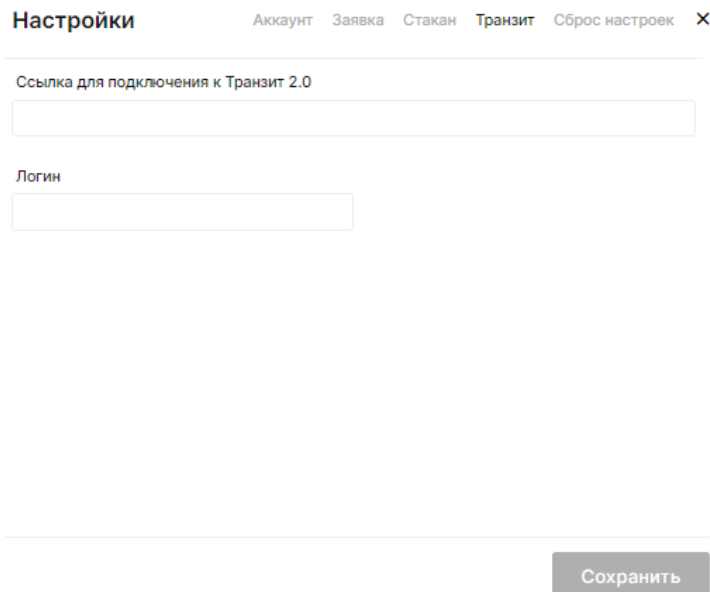 Настройки Аккаунт Заявка Стакан Транзит Сброс настроек ✕
Ссылка для подключения к Транзит 2.0
Логин
Сохранить